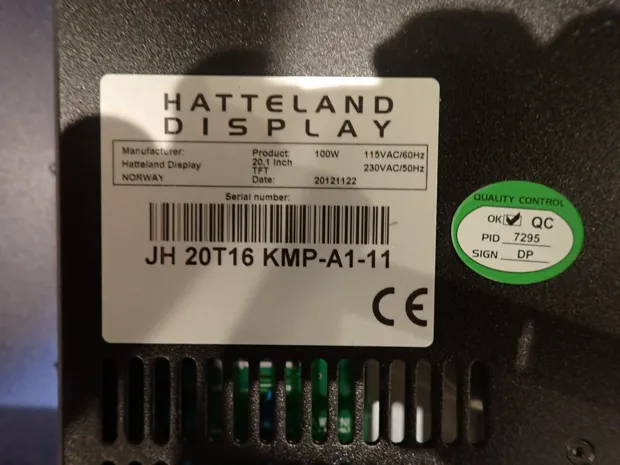 HATTELAND
DISPLAY
Manufacturer: Product: 100W 115VAC/60Hz
Hatteland Display 20,1 Inch 230VAC/50Hz
NORWAY TFT
Date: 20121122
Serial number:
JH 20T16 KMP-A1-11
CE
QUALITY CONTROL
OK QC
PID 7295
SIGN DP